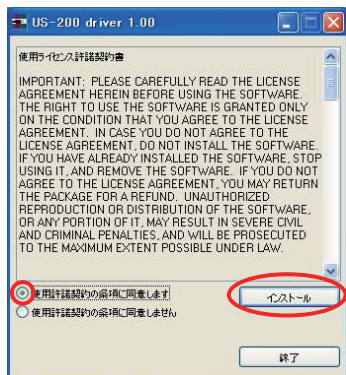 US-200 driver 1.00
使用ライセンス許諾契約書
IMPORTANT: PLEASE CAREFULLY READ THE LICENSE
AGREEMENT HEREIN BEFORE USING THE SOFTWARE.
THE RIGHT TO USE THE SOFTWARE IS GRANTED ONLY
ON THE CONDITION THAT YOU AGREE TO THE LICENSE
AGREEMENT. IN CASE YOU DO NOT AGREE TO THE
LICENSE AGREEMENT, DO NOT INSTALL THE SOFTWARE.
IF YOU HAVE ALREADY INSTALLED THE SOFTWARE, STOP
USING IT, AND REMOVE THE SOFTWARE. IF YOU DO NOT
AGREE TO THE LICENSE AGREEMENT, YOU MAY RETURN
THE PACKAGE FOR A REFUND. UNAUTHORIZED
REPRODUCTION OR DISTRIBUTION OF THE SOFTWARE,
OR ANY PORTION OF IT, MAY RESULT IN SEVERE CIVIL
AND CRIMINAL PENALTIES, AND WILL BE PROSECUTED
TO THE MAXIMUM EXTENT POSSIBLE UNDER LAW.
使用許諾契約の条項に同意します
インストール
使用許諾契約の条項に同意しません
終了